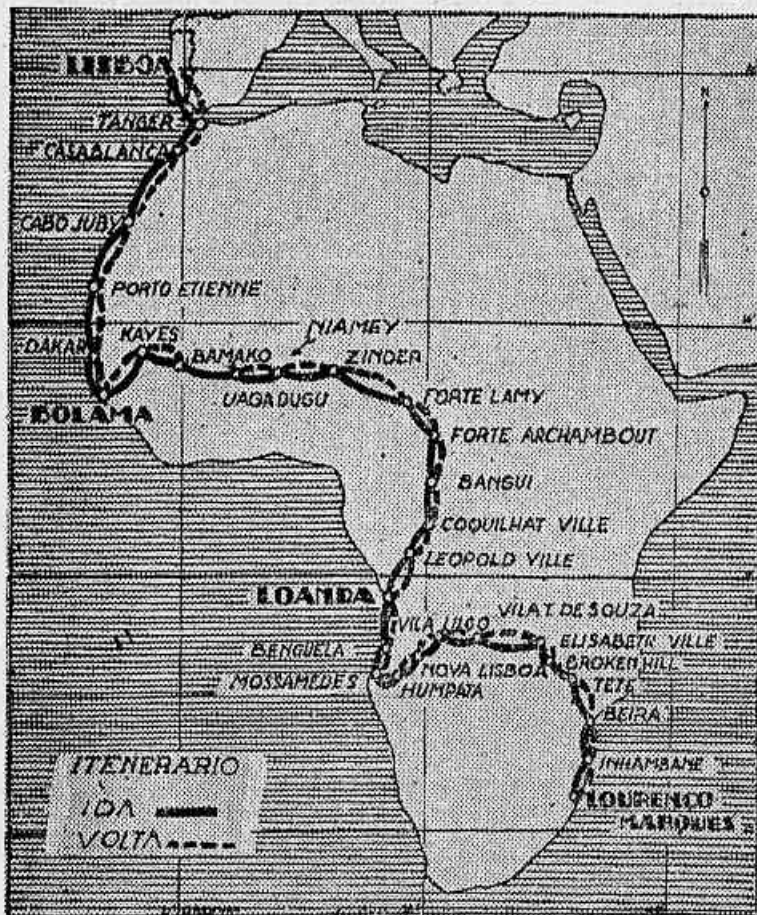 LISBOA
TANGER
CASABLANCA
CABO JUBY
PORTO ETIENNE
DAKAR
KAYES
BAMAKO
NIAMEY
ZINDER
UAGADUGU
BOLAMA
FORTE LAMY
FORTE ARCHAMBOUT
BANGUI
COQUILHAT VILLE
LEOPOLD VILLE
LOANDA
VILA T. DE SOUZA
VILA LUSO
ELISABETH VILLE
BENGUELA
NOVA LISBOA
BROKEN HILL
MOSSAMEDES
HUMPATA
TETE
BEIRA
INHAMBANE
LOURENCO
MARQUES
ITENERARIO
IDA
VOLTA
N